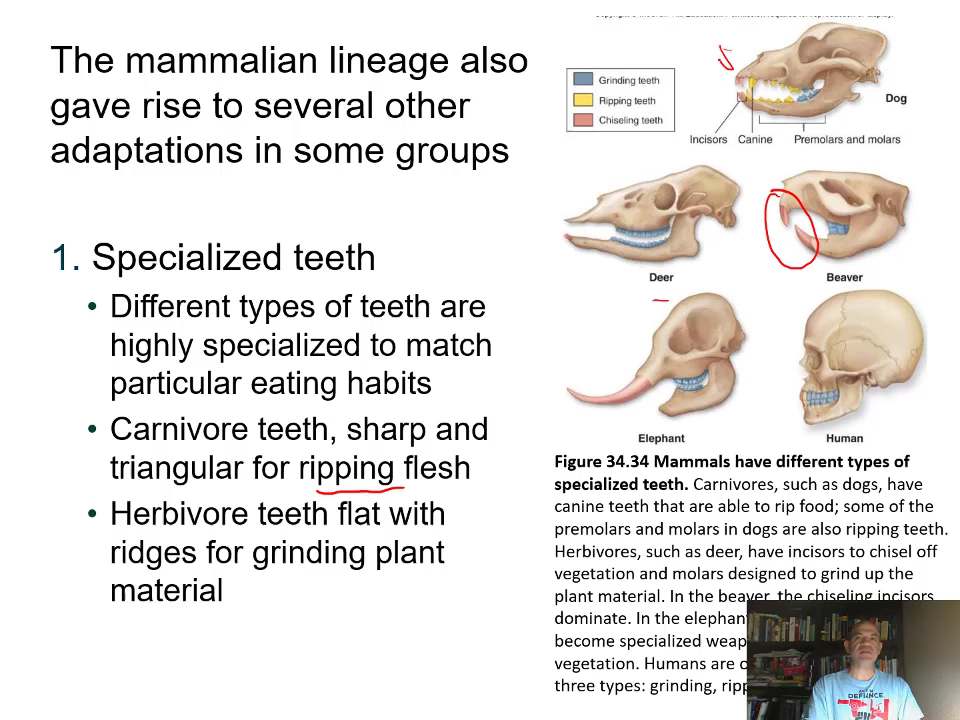 The mammalian lineage also
gave rise to several other
adaptations in some groups
1. Specialized teeth
• Different types of teeth are
highly specialized to match
particular eating habits
• Carnivore teeth, sharp and
triangular for ripping flesh
• Herbivore teeth flat with
ridges for grinding plant
material
Grinding teeth
Ripping teeth
Chiseling teeth
Dog
Incisors Canine Premolars and molars
Deer
Beaver
Elephant
Human
Figure 34.34 Mammals have different types of
specialized teeth. Carnivores, such as dogs, have
canine teeth that are able to rip food; some of the
premolars and molars in dogs are also ripping teeth.
Herbivores, such as deer, have incisors to chisel off
vegetation and molars designed to grind up the
plant material. In the beaver, the chiseling incisors
dominate. In the elephant
become specialized
vegetation. Humans are
three types: grinding,
DEFIANCE